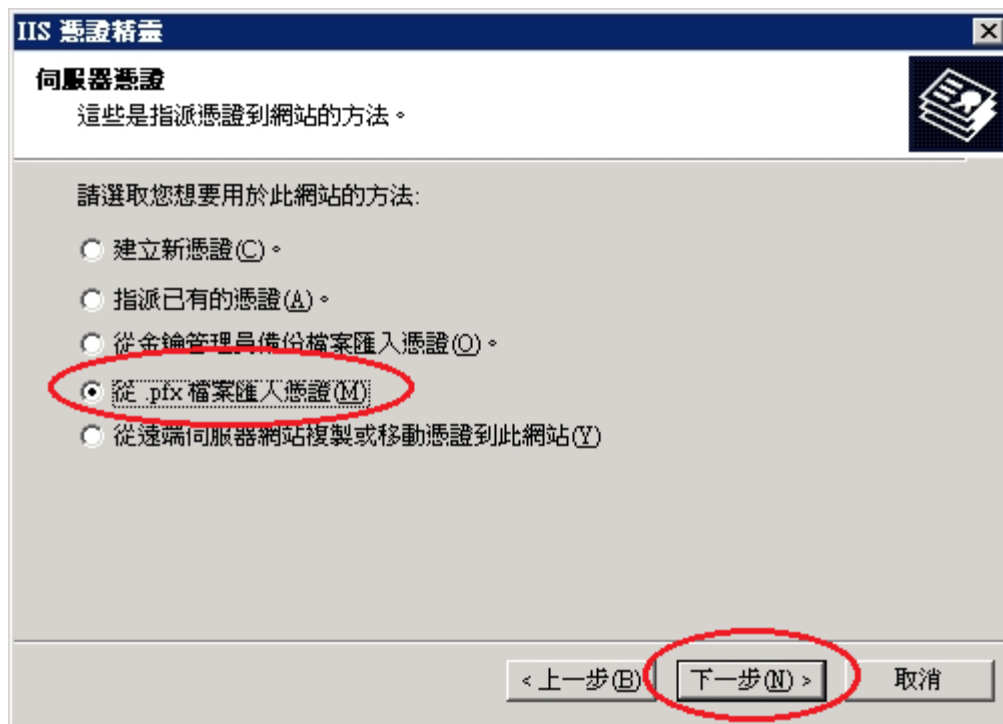 IIS 憑證精靈
伺服器憑證
這些是指派憑證到網站的方法。
請選取您想要用於此網站的方法:
建立新憑證(C)。
指派已有的憑證(A)。
從金鑰管理員備份檔案匯入憑證(O)。
從 .pfx 檔案匯入憑證(M)
從遠端伺服器網站複製或移動憑證到此網站(Y)
< 上一步(B) 下一步(N) > 取消